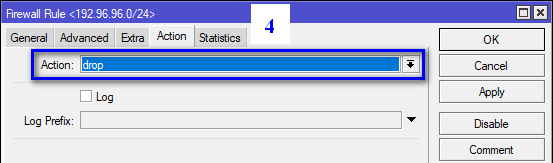 Firewall Rule <192.96.96.0/24>
General Advanced Extra Action Statistics 4
Action: drop
Log
Log Prefix:
OK
Cancel
Apply
Disable
Comment